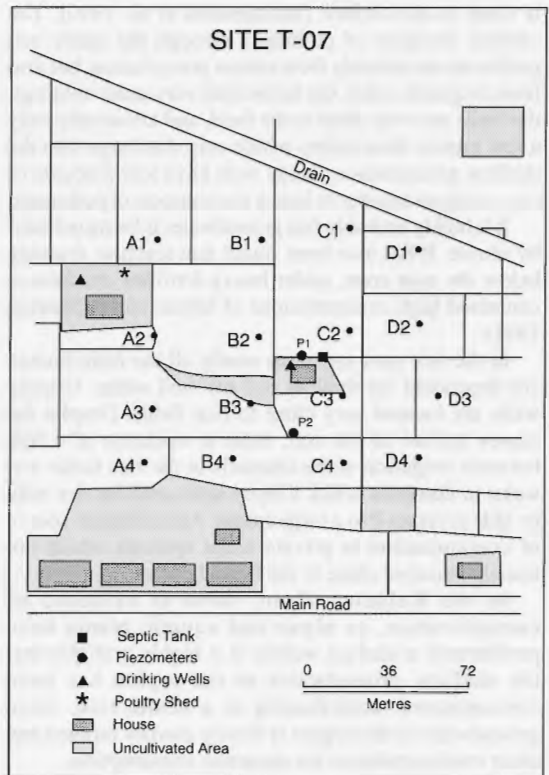 SITE T-07
Drain
A1
B1
C1
D1
A2
B2
P1
C2
D2
A3
B3
C3
D3
P2
A4
B4
C4
D4
Main Road
Septic Tank
Piezometers
Drinking Wells
Poultry Shed
House
Uncultivated Area
0 36 72
Metres